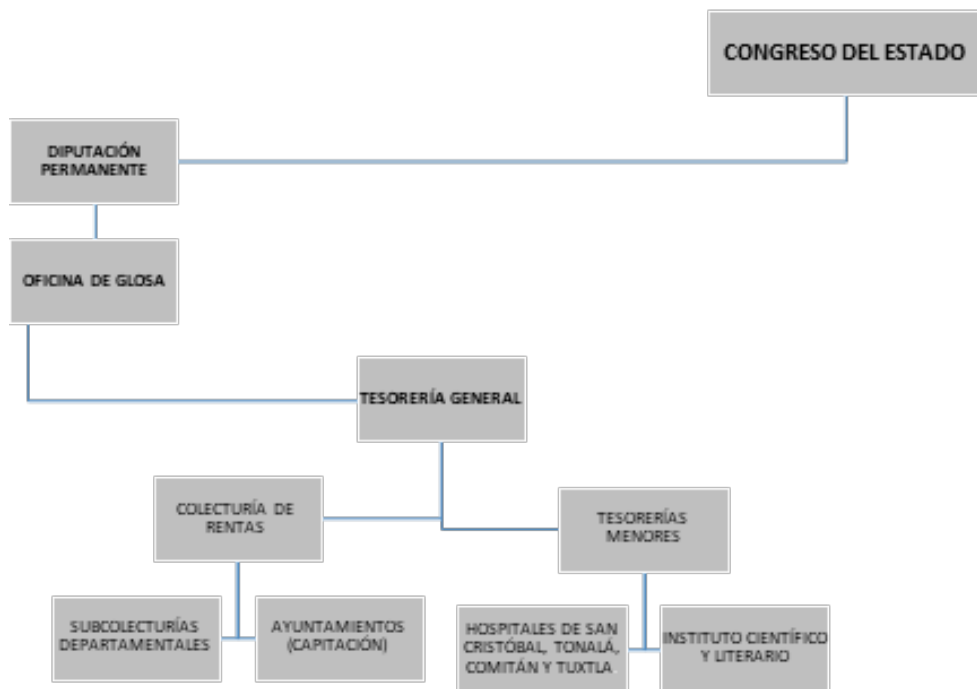 CONGRESO DEL ESTADO
DIPUTACIÓN
PERMANENTE
OFICINA DE GLOSA
TESORERÍA GENERAL
COLECTURÍA DE
RENTAS
TESORERÍAS
MENORES
SUBCOLECTURÍAS
DEPARTAMENTALES
AYUNTAMIENTOS
(CAPITACIÓN)
HOSPITALES DE SAN
CRISTÓBAL, TONALÁ,
COMITÁN Y TUXTLA
INSTITUTO CIENTÍFICO
Y LITERARIO